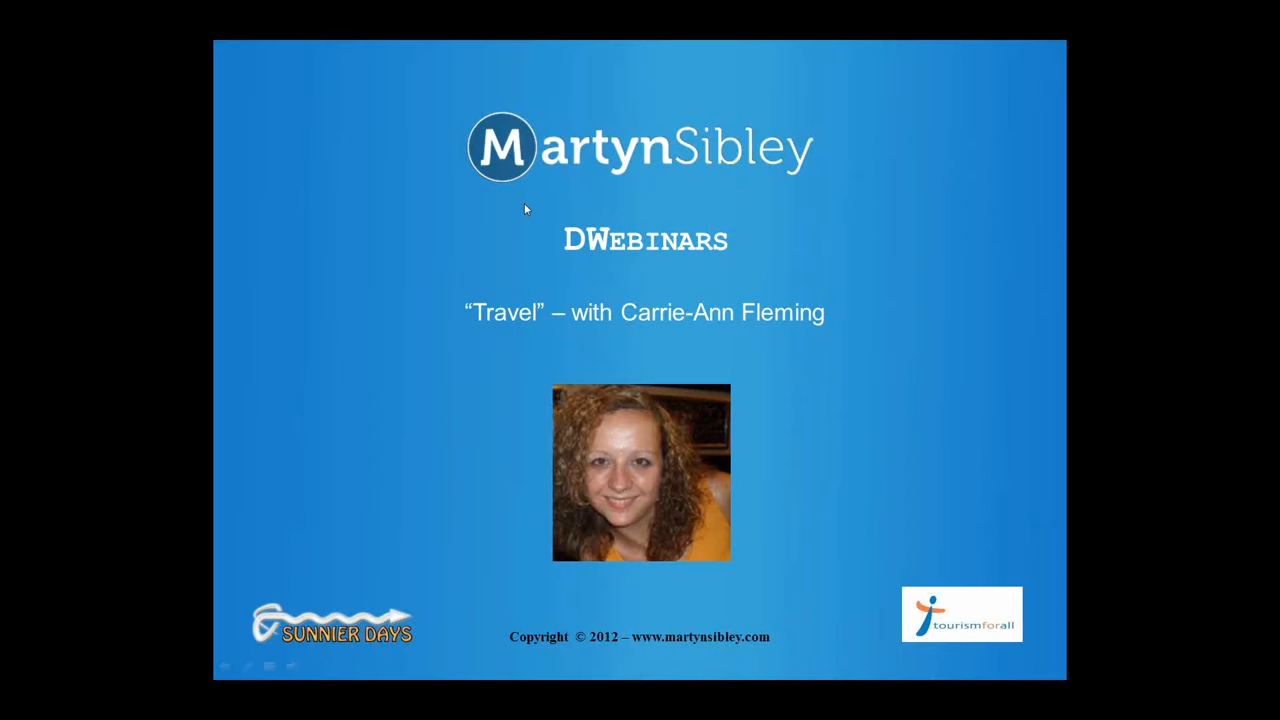 MartynSibley
DWEBINARS
“Travel” – with Carrie-Ann Fleming
SUNNIER DAYS
Copyright © 2012 – www.martynsibley.com
tourismforall